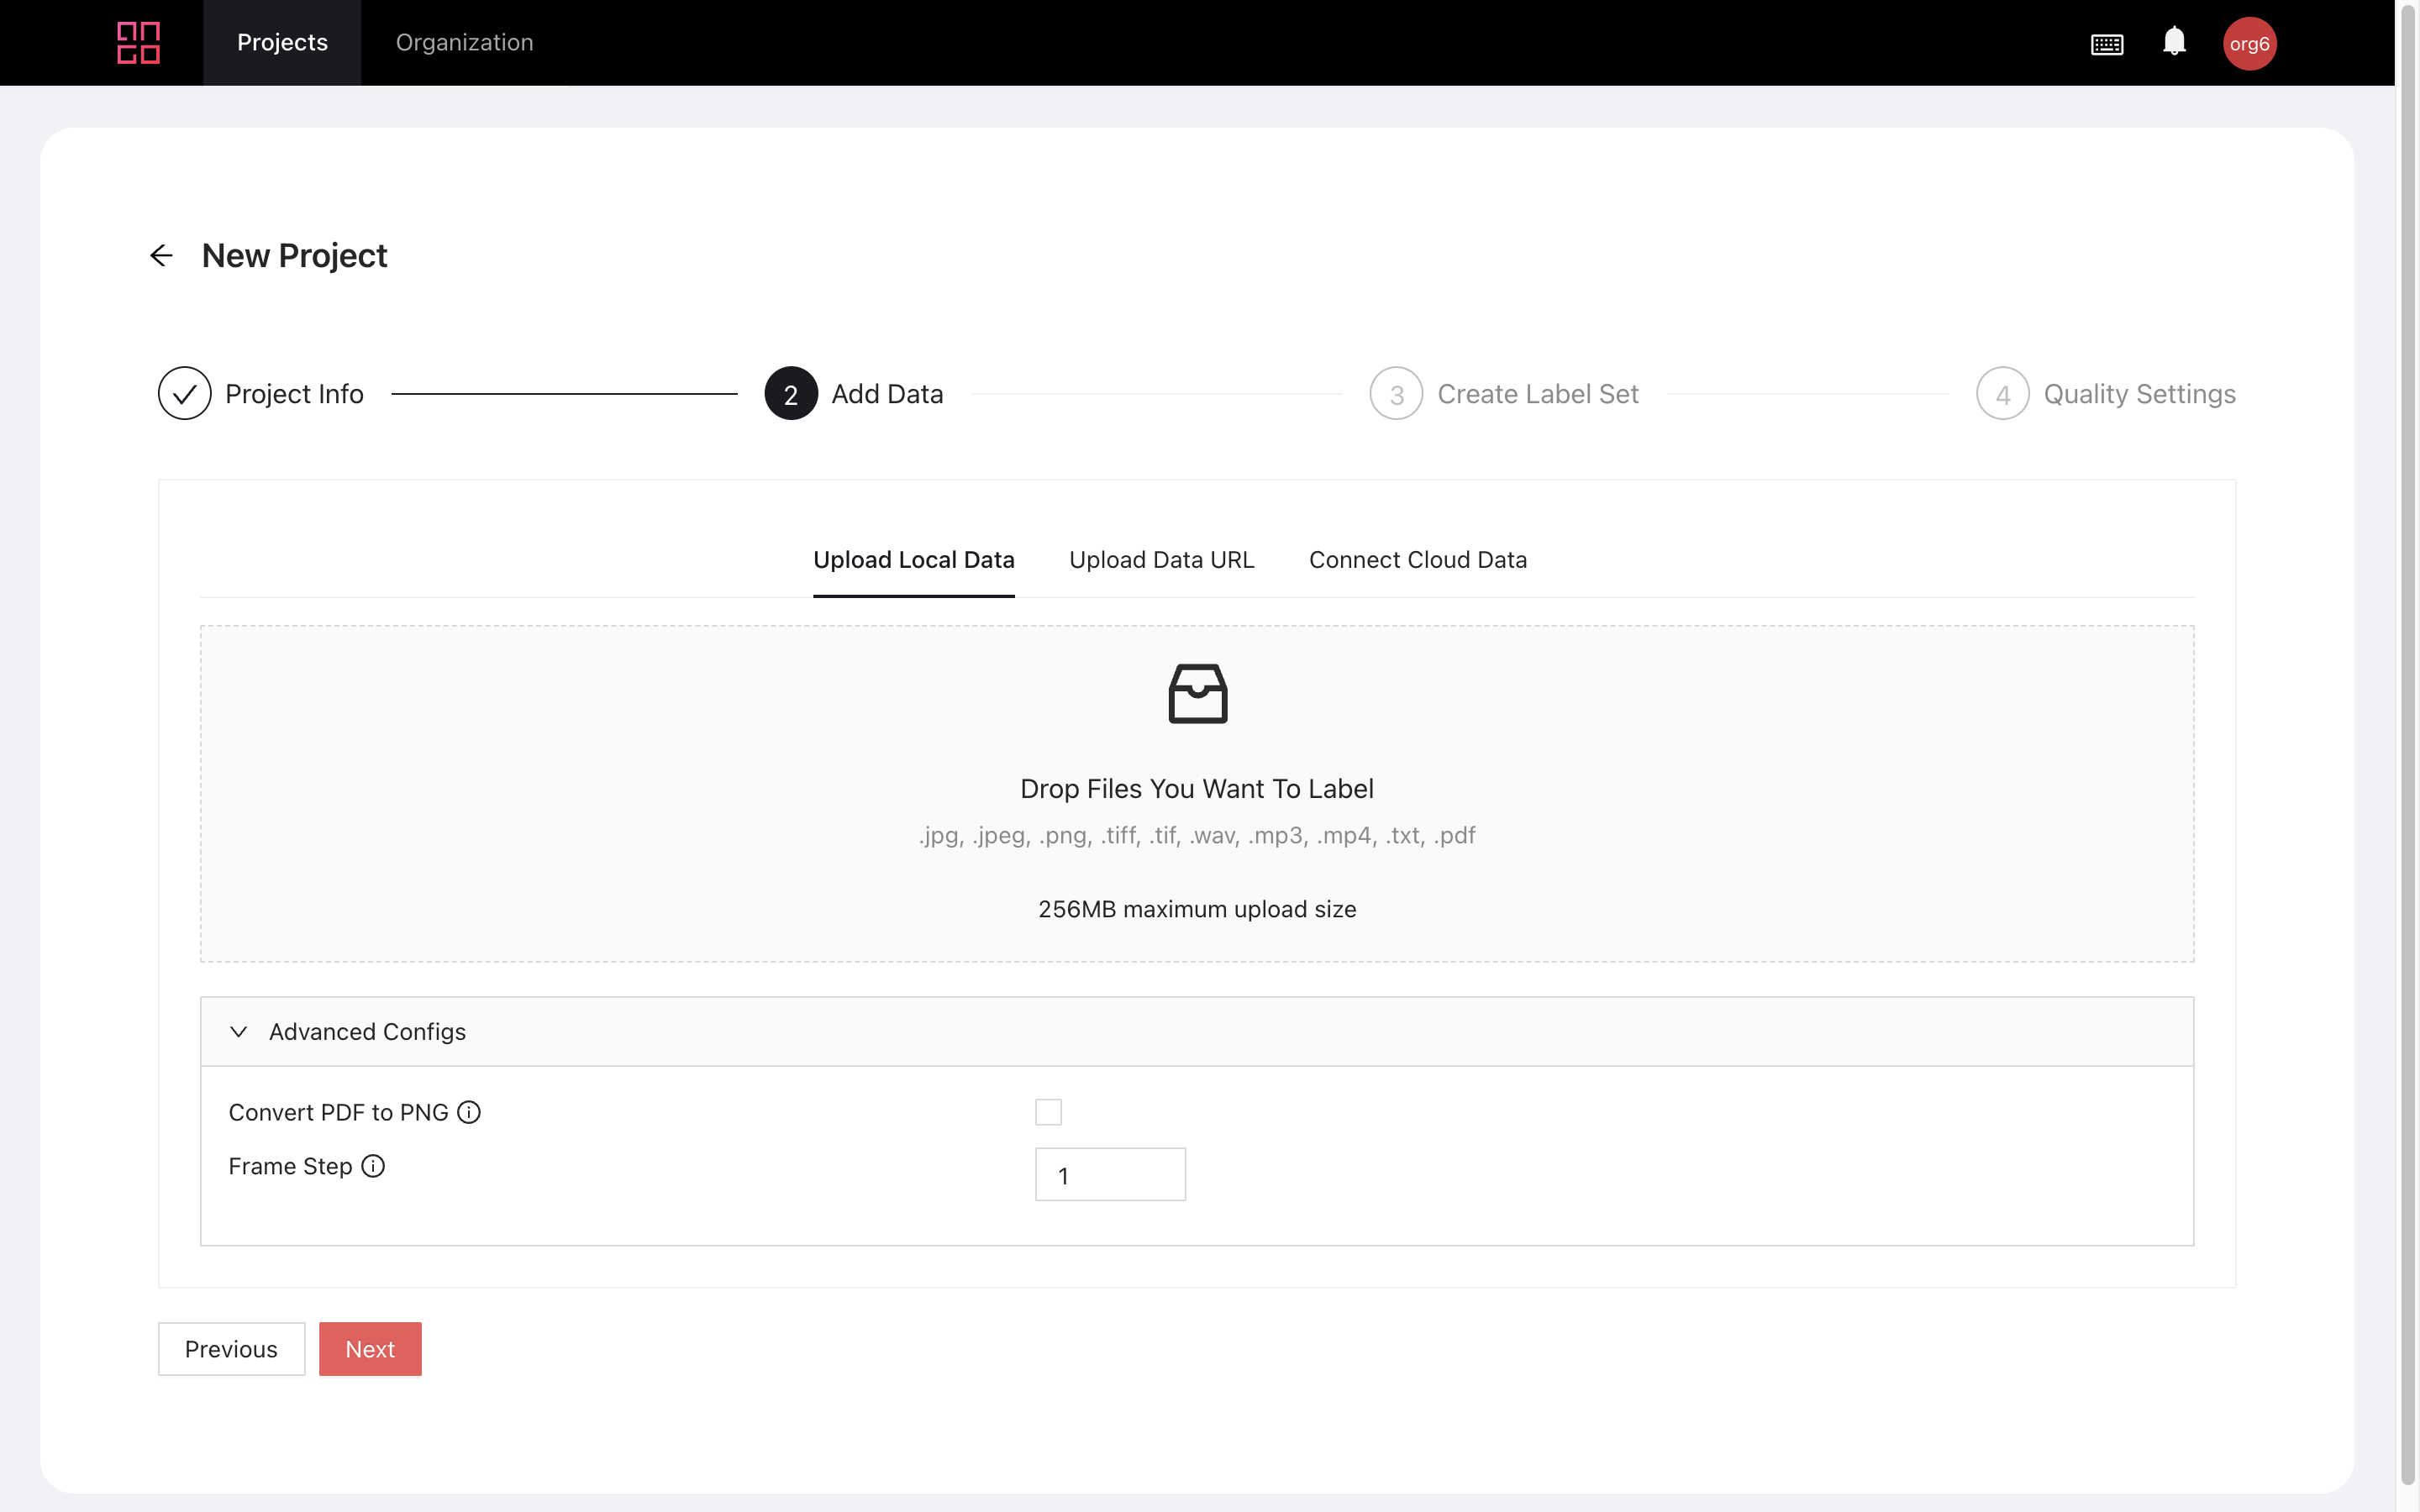 Projects
Organization
org6
New Project
Project Info
2
Add Data
3
Create Label Set
4
Quality Settings
Upload Local Data
Upload Data URL
Connect Cloud Data
Drop Files You Want To Label
.jpg, .jpeg, .png, .tiff, .tif, .wav, .mp3, .mp4, .txt, .pdf
256MB maximum upload size
Advanced Configs
Convert PDF to PNG
Frame Step
1
Previous
Next